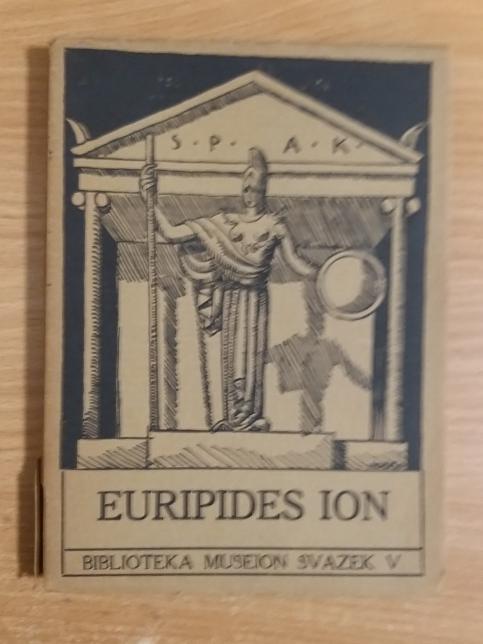 S·P· A·K·
EURIPIDES ION
BIBLIOTEKA MUSEION SVAZEK V